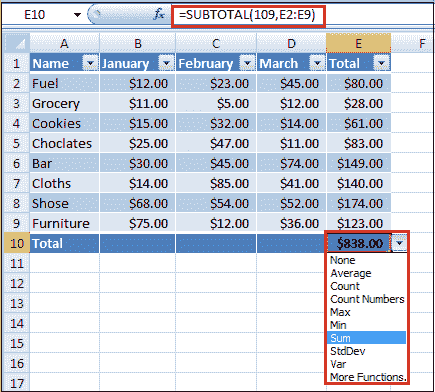 E10 fx =SUBTOTAL(109,E2:E9)
A B C D E F
1 Name January February March Total
2 Fuel $12.00 $23.00 $45.00 $80.00
3 Grocery $11.00 $5.00 $12.00 $28.00
4 Cookies $15.00 $32.00 $14.00 $61.00
5 Choclates $25.00 $47.00 $11.00 $83.00
6 Bar $30.00 $45.00 $74.00 $149.00
7 Cloths $14.00 $85.00 $41.00 $140.00
8 Shose $68.00 $54.00 $52.00 $174.00
9 Furniture $75.00 $12.00 $36.00 $123.00
10 Total $838.00
11 None
Average
12 Count
13 Count Numbers
Max
14 Min
15 Sum
StdDev
16 Var
17 More Functions.